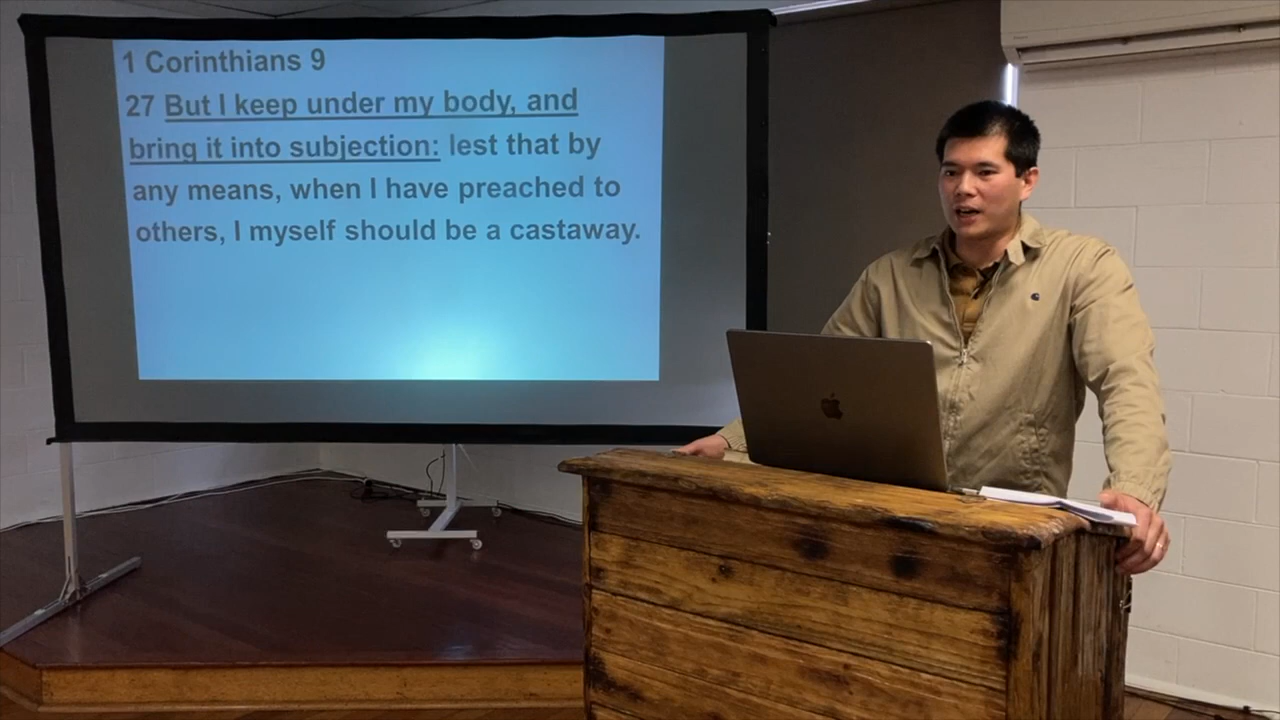 1 Corinthians 9
27 But I keep under my body, and
bring it into subjection: lest that by
any means, when I have preached to
others, I myself should be a castaway.